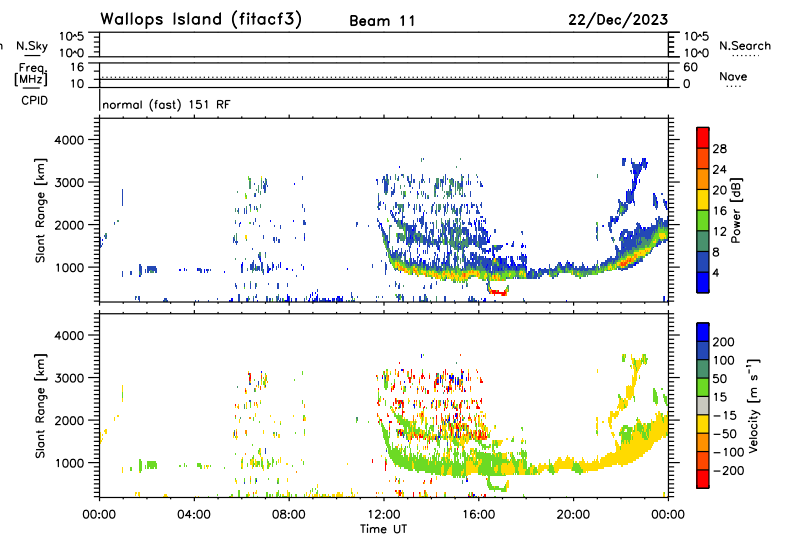 Wallops Island (fitacf3) Beam 11 22/Dec/2023
N.Sky 10^5 10^0 10^5 10^0 N.Search
Freq. [MHz] 16 10 60 0 Nave
CPID normal (fast) 151 RF
Slant Range [km] 4000 3000 2000 1000
28 24 20 16 12 8 4 Power [dB]
Slant Range [km] 4000 3000 2000 1000
200 100 50 15 −15 −50 −100 −200 Velocity [m s⁻¹]
00:00 04:00 08:00 12:00 16:00 20:00 00:00
Time UT